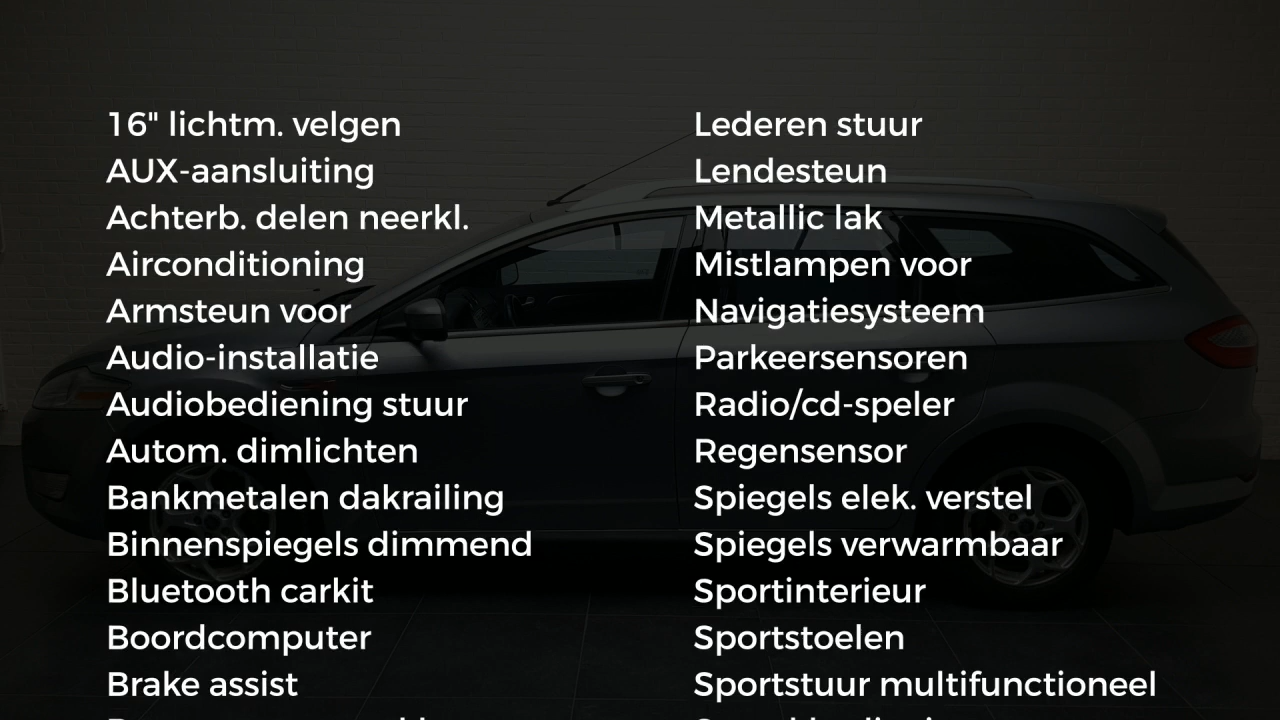 16" lichtm. velgen
AUX-aansluiting
Achterb. delen neerkl.
Airconditioning
Armsteun voor
Audio-installatie
Audiobediening stuur
Autom. dimlichten
Bankmetalen dakrailing
Binnenspiegels dimmend
Bluetooth carkit
Boordcomputer
Brake assist
Lederen stuur
Lendesteun
Metallic lak
Mistlampen voor
Navigatiesysteem
Parkeersensoren
Radio/cd-speler
Regensensor
Spiegels elek. verstel
Spiegels verwarmbaar
Sportinterieur
Sportstoelen
Sportstuur multifunctioneel